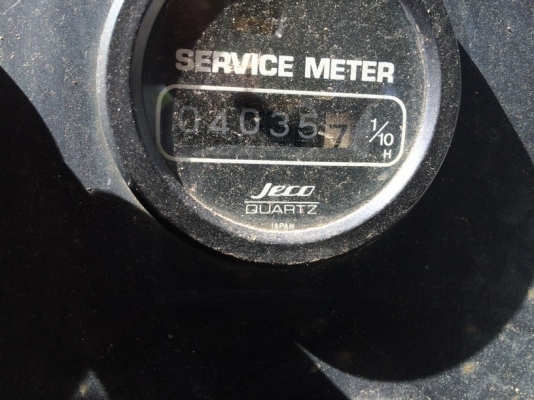 SERVICE METER
040357 1/10 H
Jeco
QUARTZ
JAPAN